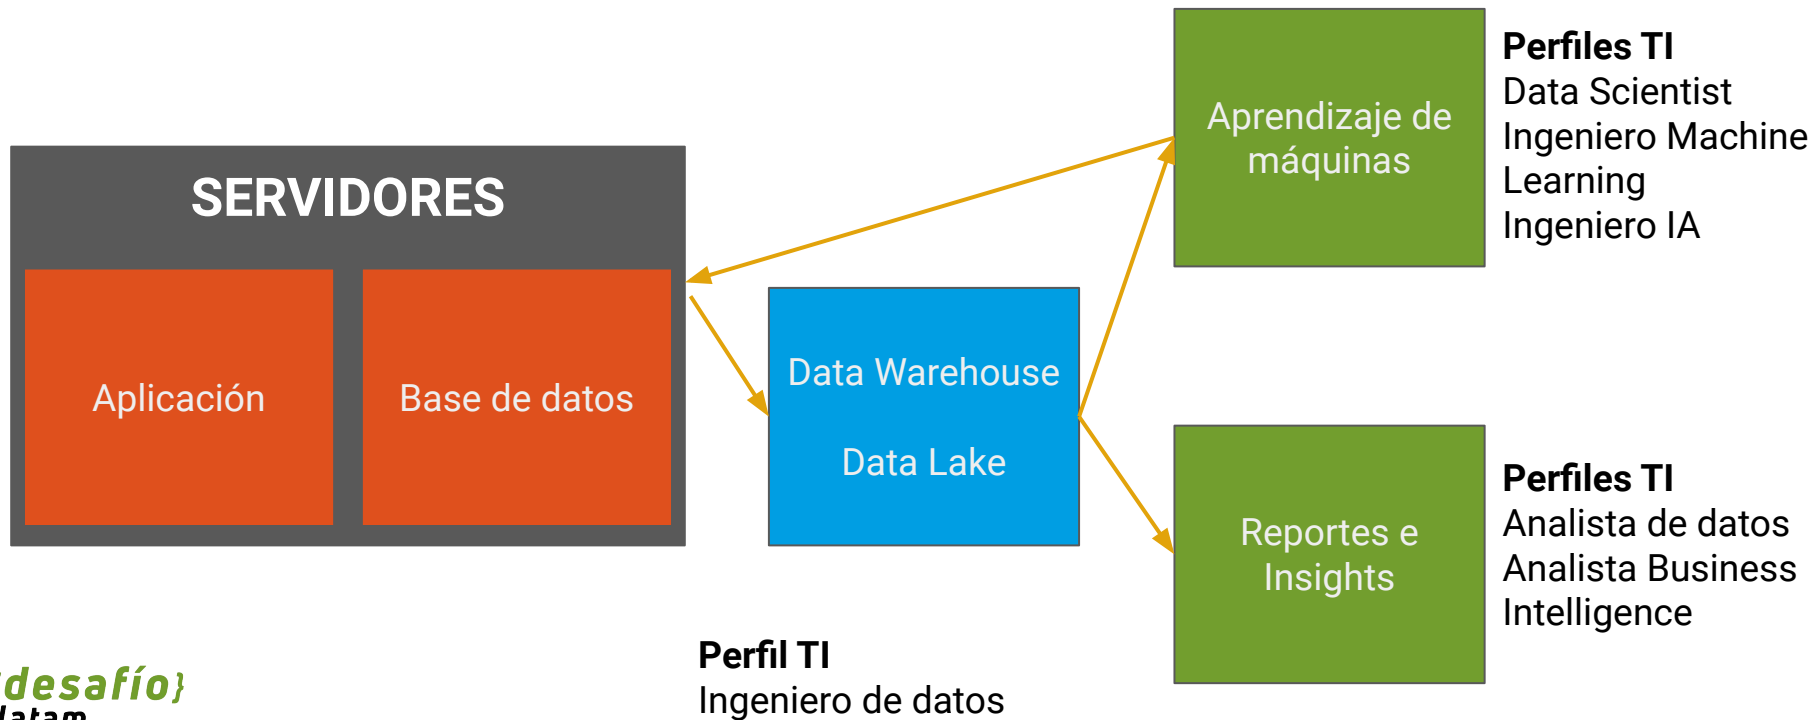 SERVIDORES
Aplicación
Base de datos
Data Warehouse
Data Lake
Aprendizaje de
máquinas
Perfiles TI
Data Scientist
Ingeniero Machine
Learning
Ingeniero IA
Reportes e
Insights
Perfiles TI
Analista de datos
Analista Business
Intelligence
Perfil TI
Ingeniero de datos
desafío}
latam